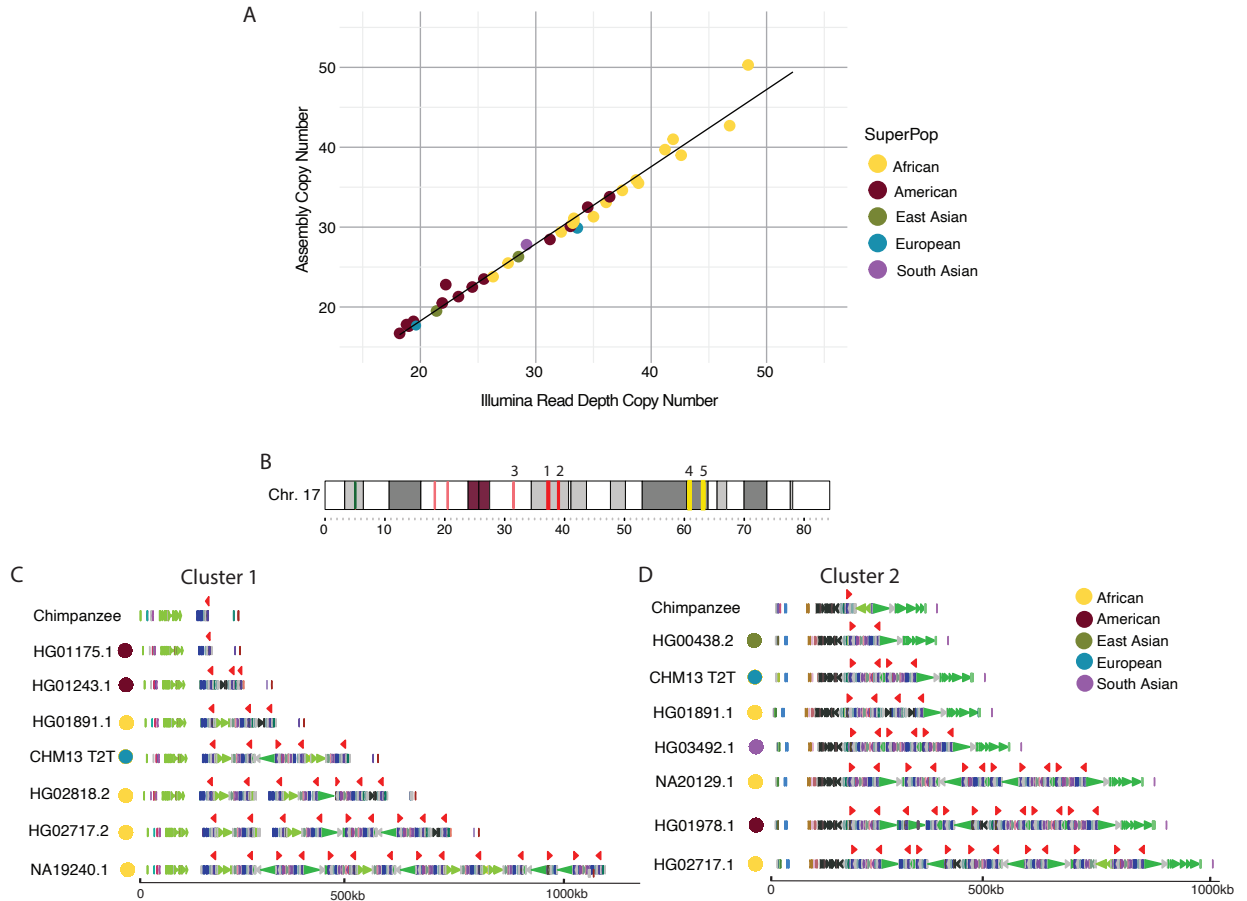 A
50
40
30
20
Assembly Copy Number
20 30 40 50
Illumina Read Depth Copy Number
SuperPop
African
American
East Asian
European
South Asian
B
3 1 2 4 5
Chr. 17
0 10 20 30 40 50 60 70 80
C
Cluster 1
Chimpanzee
HG01175.1
HG01243.1
HG01891.1
CHM13 T2T
HG02818.2
HG02717.2
NA19240.1
0 500kb 1000kb
D
Cluster 2
Chimpanzee
HG00438.2
CHM13 T2T
HG01891.1
HG03492.1
NA20129.1
HG01978.1
HG02717.1
0 500kb 1000kb
African
American
East Asian
European
South Asian